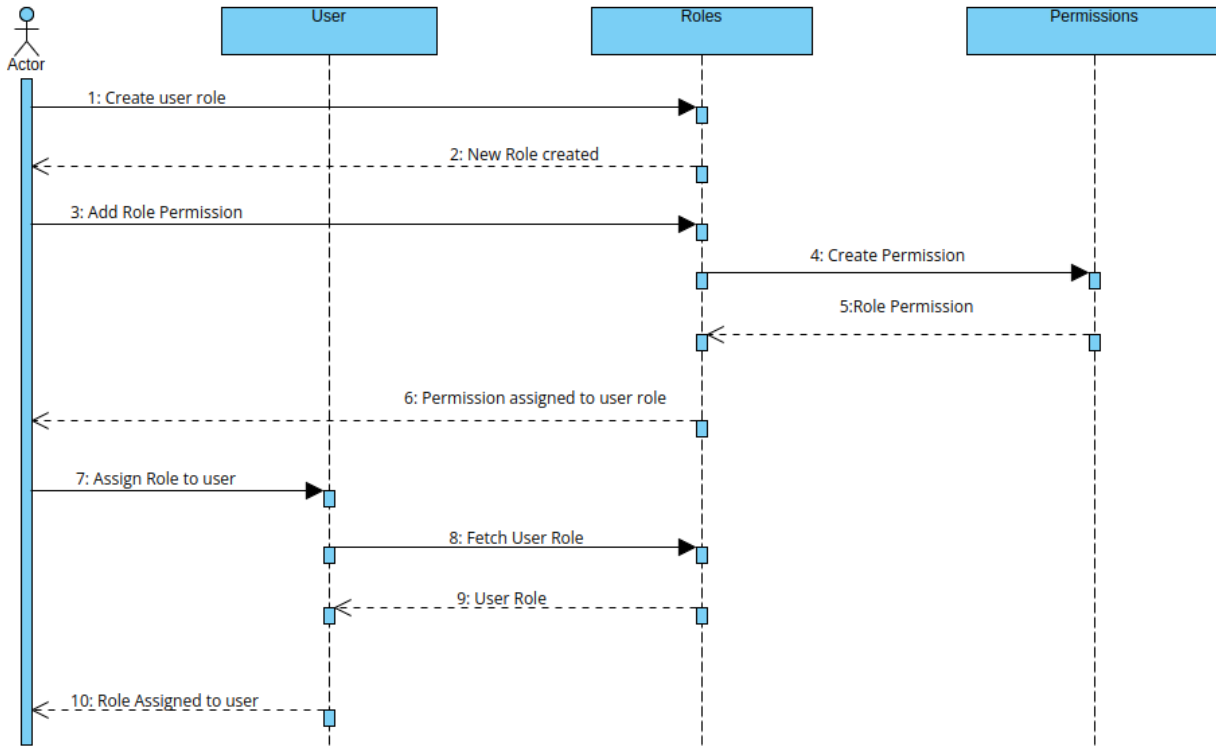 User
Roles
Permissions
Actor
1: Create user role
2: New Role created
3: Add Role Permission
4: Create Permission
5:Role Permission
6: Permission assigned to user role
7: Assign Role to user
8: Fetch User Role
9: User Role
10: Role Assigned to user